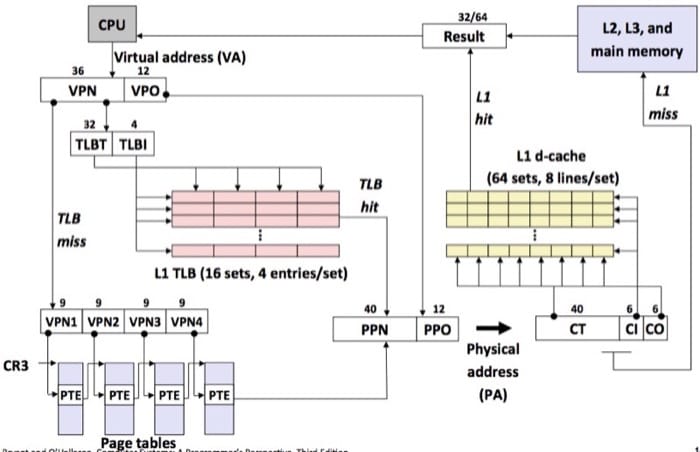 CPU
32/64
Result
L2, L3, and
main memory
Virtual address (VA)
36
12
VPN
VPO
L1
hit
L1
miss
32
4
TLBT
TLBI
L1 d-cache
(64 sets, 8 lines/set)
TLB
hit
TLB
miss
...
...
L1 TLB (16 sets, 4 entries/set)
9
9
9
9
VPN1
VPN2
VPN3
VPN4
40
12
PPN
PPO
Physical
address
(PA)
40
6
6
CT
CI
CO
CR3
PTE
PTE
PTE
PTE
Page tables
1